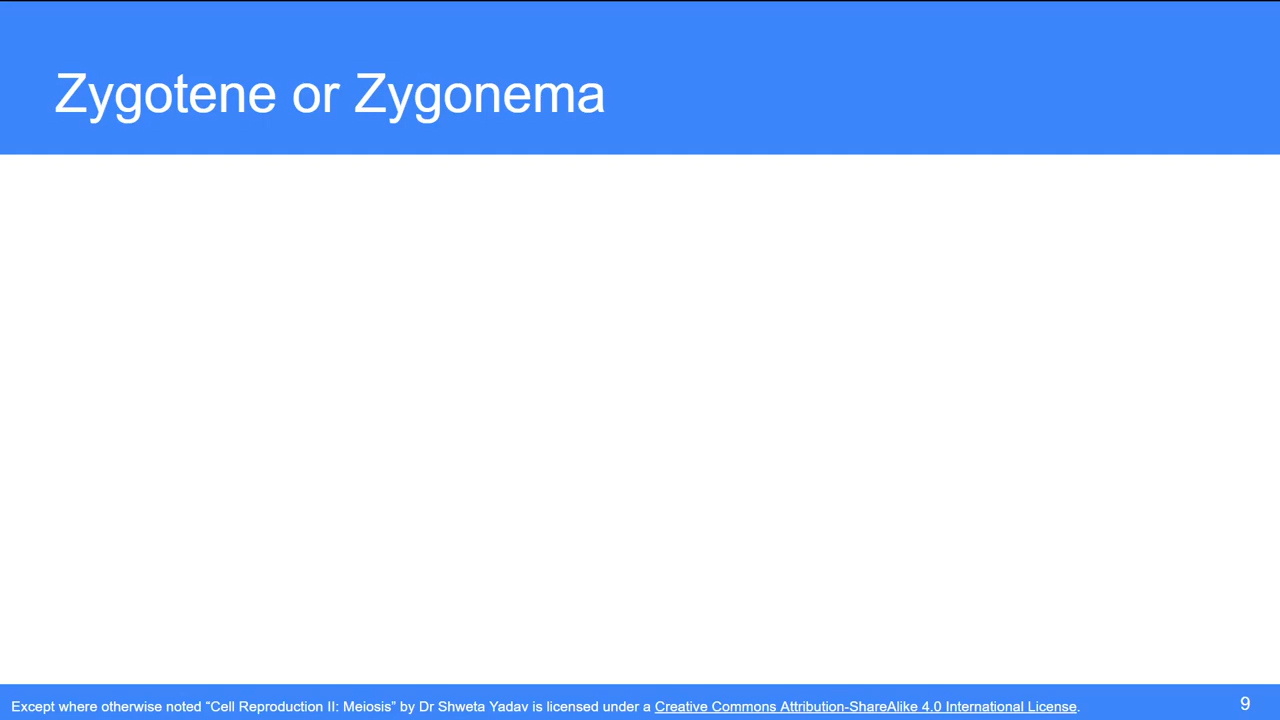 Zygotene or Zygonema
Except where otherwise noted “Cell Reproduction II: Meiosis” by Dr Shweta Yadav is licensed under a Creative Commons Attribution-ShareAlike 4.0 International License.
9